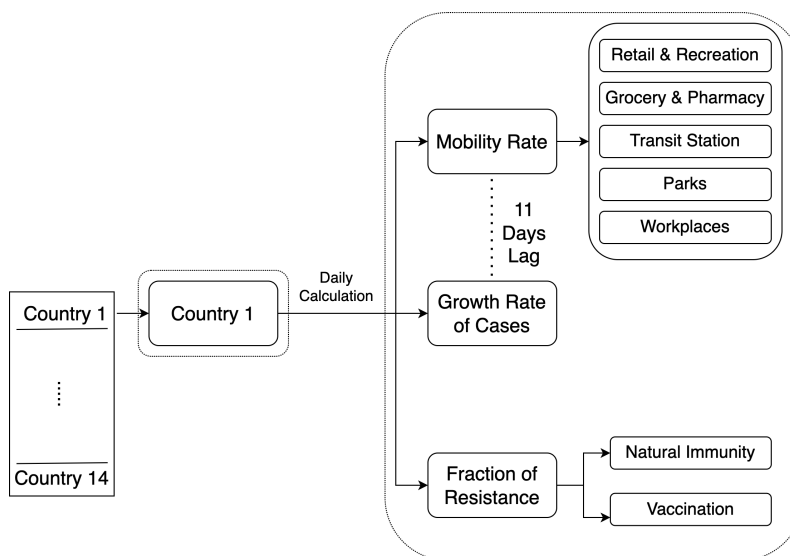 Retail & Recreation
Grocery & Pharmacy
Transit Station
Parks
Workplaces
Mobility Rate
11
Days
Lag
Growth Rate
of Cases
Daily
Calculation
Country 1
Country 1
Country 14
Fraction of
Resistance
Natural Immunity
Vaccination